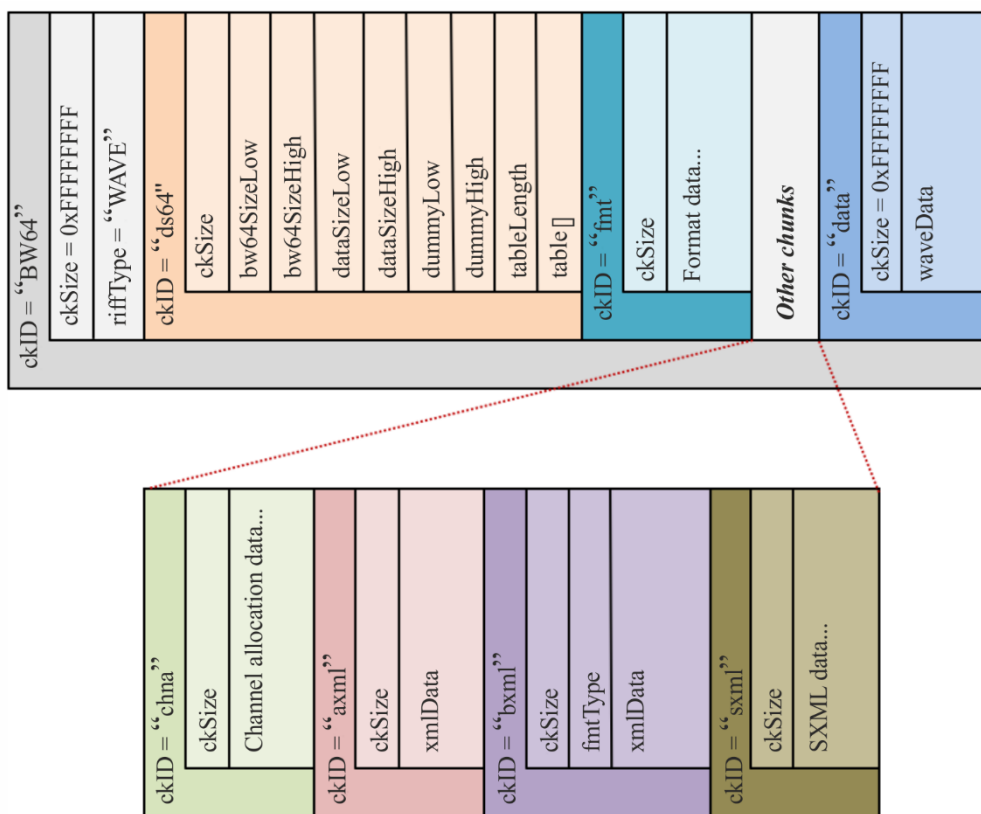 ckID = “BW64”
ckSize = 0xFFFFFFFF
riffType = “WAVE”
ckID = “ds64"
ckSize
bw64SizeLow
bw64SizeHigh
dataSizeLow
dataSizeHigh
dummyLow
dummyHigh
tableLength
table[]
ckID = “fmt”
ckSize
Format data...
Other chunks
ckID = “data”
ckSize = 0xFFFFFFFFF
waveData
ckID = “chna”
ckSize
Channel allocation data...
ckID = “axml”
ckSize
xmlData
ckID = “bxml”
ckSize
fmtType
xmlData
ckID = “sxml”
ckSize
SXML data...